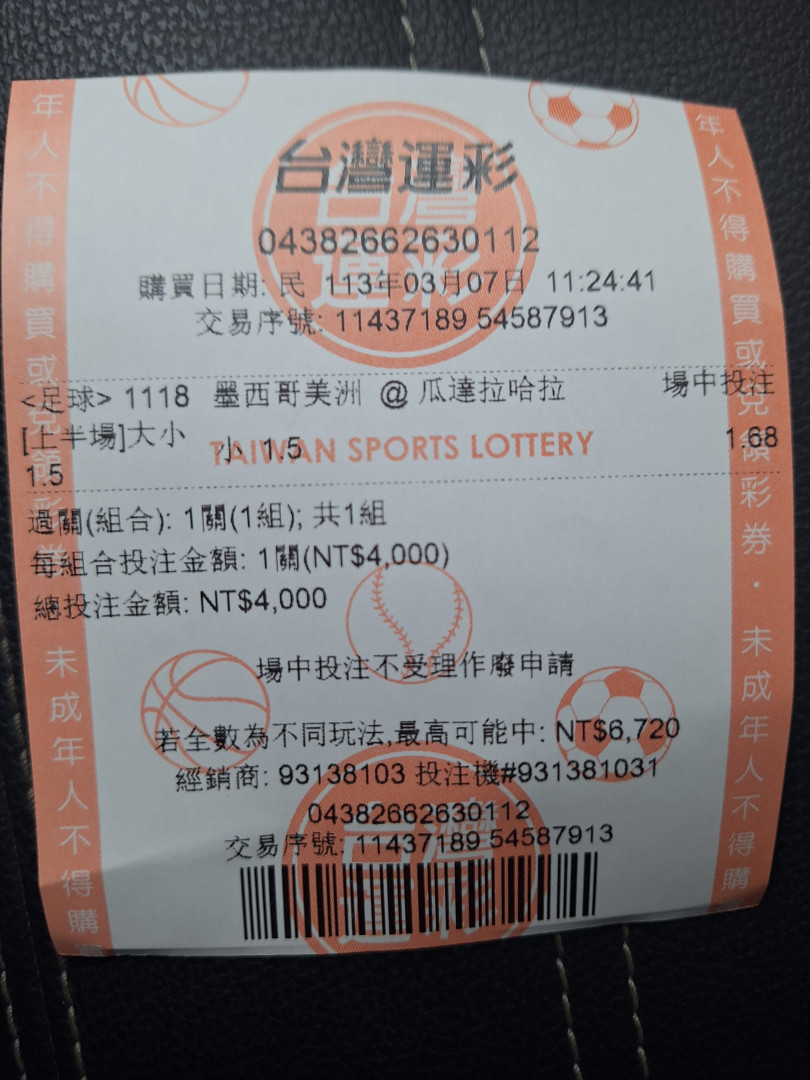 台灣運彩
04382662630112
購買日期: 民 113年03月07日 11:24:41
交易序號: 11437189 54587913
<足球> 1118 墨西哥美洲 @ 瓜達拉哈拉 場中投注
[上半場]大小 小 1.5 1.68
1.5
TAIWAN SPORTS LOTTERY
過關(組合): 1關(1組); 共1組
每組合投注金額: 1關(NT$4,000)
總投注金額: NT$4,000
場中投注不受理作廢申請
若全數為不同玩法,最高可能中: NT$6,720
經銷商: 93138103 投注機#931381031
04382662630112
交易序號: 11437189 54587913
年人不得購買或兌領彩券
未成年人不得購
年人不得購買或兌領彩券・未成年人不得購
台灣運彩
台灣運彩